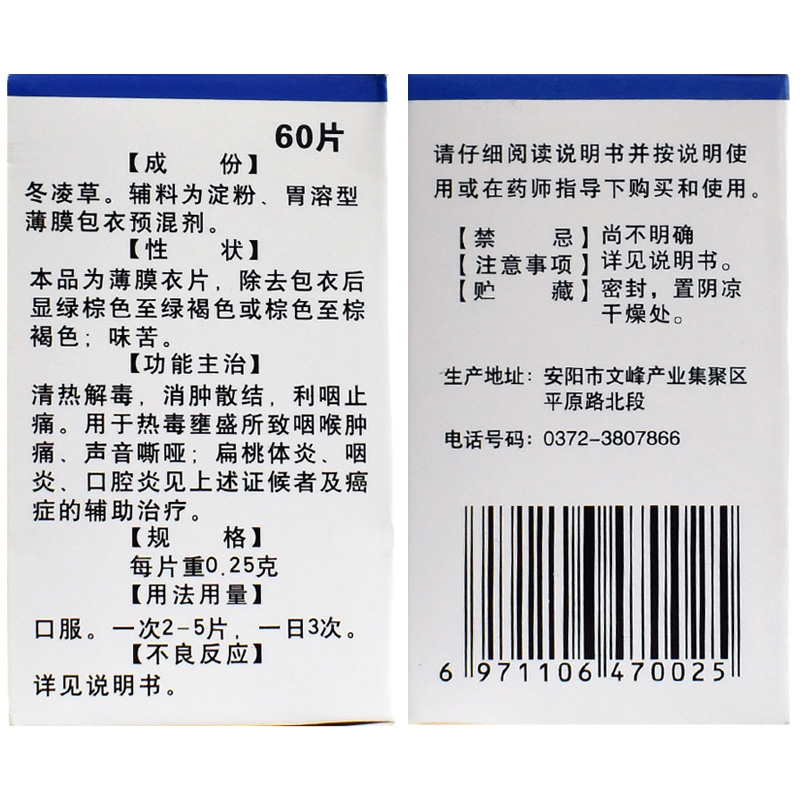 60片
【成 份】
冬凌草。辅料为淀粉、胃溶型
薄膜包衣预混剂。
【性 状】
本品为薄膜衣片，除去包衣后
显绿棕色至绿褐色或棕色至棕
褐色；味苦。
【功能主治】
清热解毒，消肿散结，利咽止
痛。用于热毒壅盛所致咽喉肿
痛、声音嘶哑；扁桃体炎、咽
炎、口腔炎见上述证候者及癌
症的辅助治疗。
【规 格】
每片重0.25克
【用法用量】
口服。一次2-5片，一日3次。
【不良反应】
详见说明书。
请仔细阅读说明书并按说明使
用或在药师指导下购买和使用。
【禁 忌】尚不明确
【注意事项】详见说明书。
【贮 藏】密封，置阴凉
干燥处。
生产地址：安阳市文峰产业集聚区
平原路北段
电话号码：0372-3807866
6 971106 470025